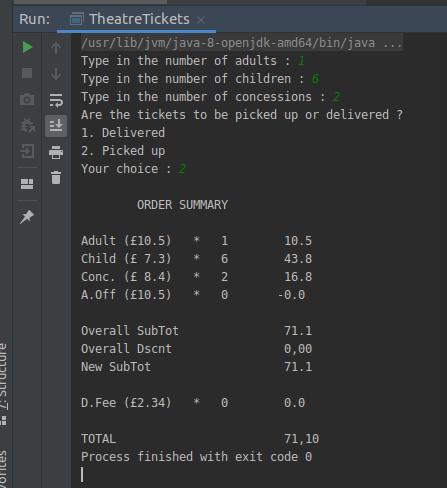 Run: TheatreTickets
/usr/lib/jvm/java-8-openjdk-amd64/bin/java ...
Type in the number of adults : 1
Type in the number of children : 6
Type in the number of concessions : 2
Are the tickets to be picked up or delivered ?
1. Delivered
2. Picked up
Your choice : 2
ORDER SUMMARY
Adult (£10.5) * 1 10.5
Child (£ 7.3) * 6 43.8
Conc. (£ 8.4) * 2 16.8
A.Off (£10.5) * 0 -0.0
Overall SubTot 71.1
Overall Dscnt 0,00
New SubTot 71.1
D.Fee (£2.34) * 0 0.0
TOTAL 71,10
Process finished with exit code 0
7: Structure